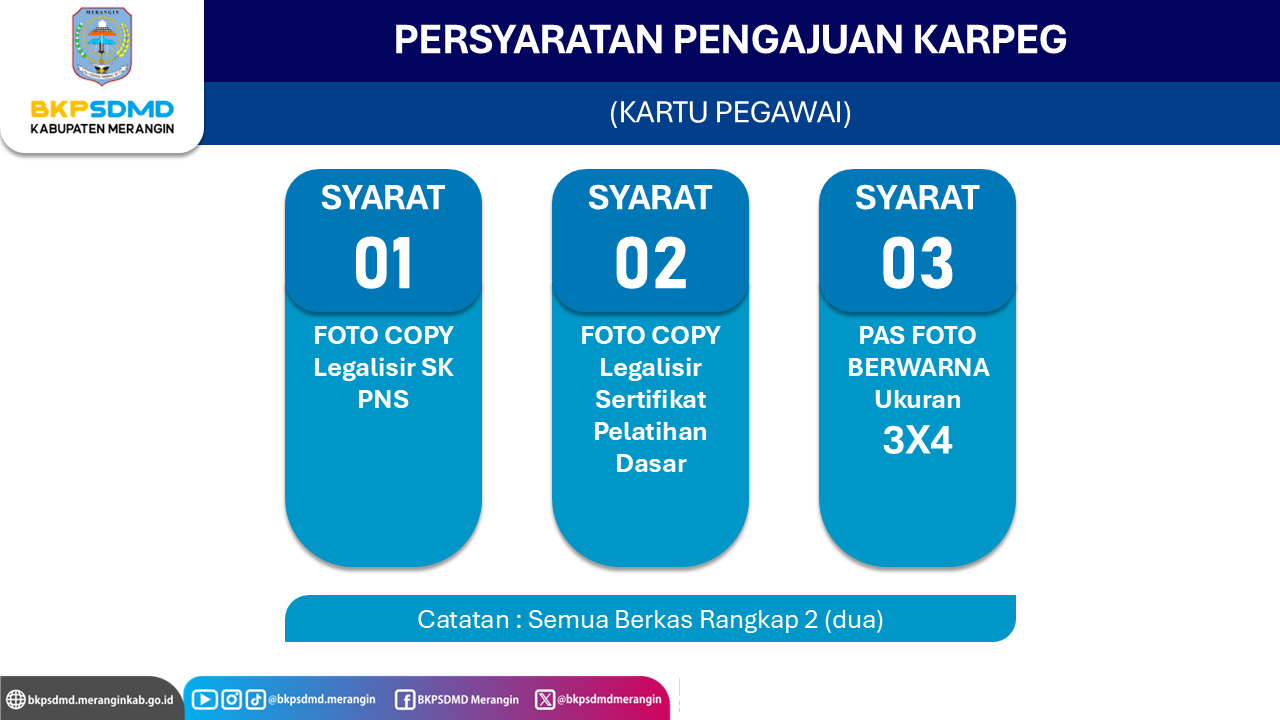 MERANGIN
BKPSDMD
KABUPATEN MERANGIN
PERSYARATAN PENGAJUAN KARPEG
(KARTU PEGAWAI)
SYARAT
01
FOTO COPY
Legalisir SK
PNS
SYARAT
02
FOTO COPY
Legalisir
Sertifikat
Pelatihan
Dasar
SYARAT
03
PAS FOTO
BERWARNA
Ukuran
3X4
Catatan : Semua Berkas Rangkap 2 (dua)
bkpsdmd.meranginkab.go.id
@bkpsdmd.merangin
BKPSDMD Merangin
@bkpsdmdmerangin